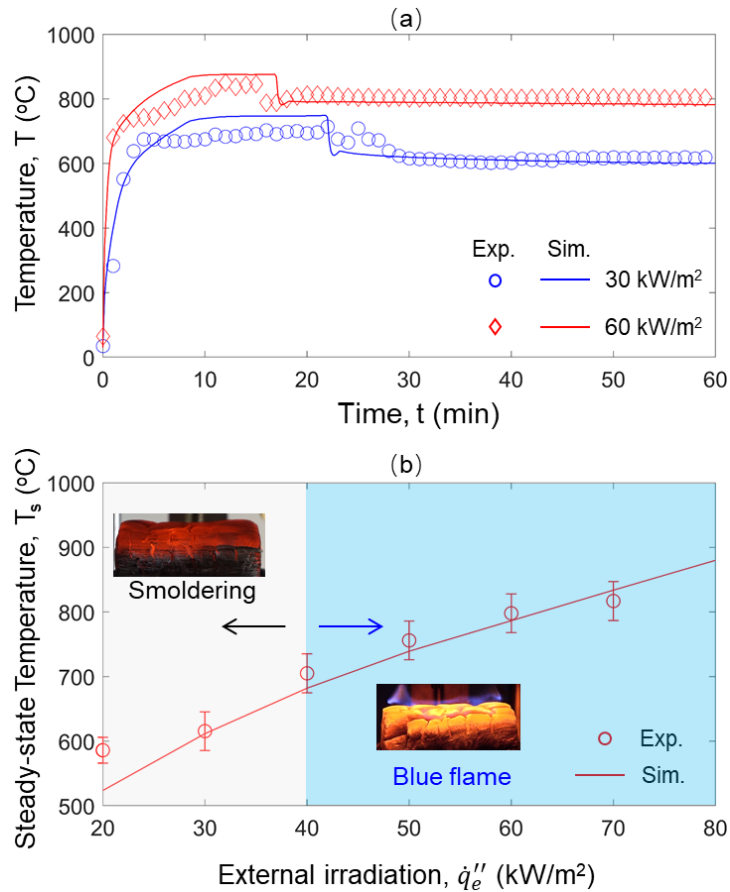 (a)
1000
800
600
400
200
0
Temperature, T (ºC)
Exp. Sim.
30 kW/m²
60 kW/m²
0 10 20 30 40 50 60
Time, t (min)
(b)
1000
900
800
700
600
500
Steady-state Temperature, Tₛ (ºC)
Smoldering
Blue flame
Exp.
Sim.
20 30 40 50 60 70 80
External irradiation, q̇ₑ′′ (kW/m²)